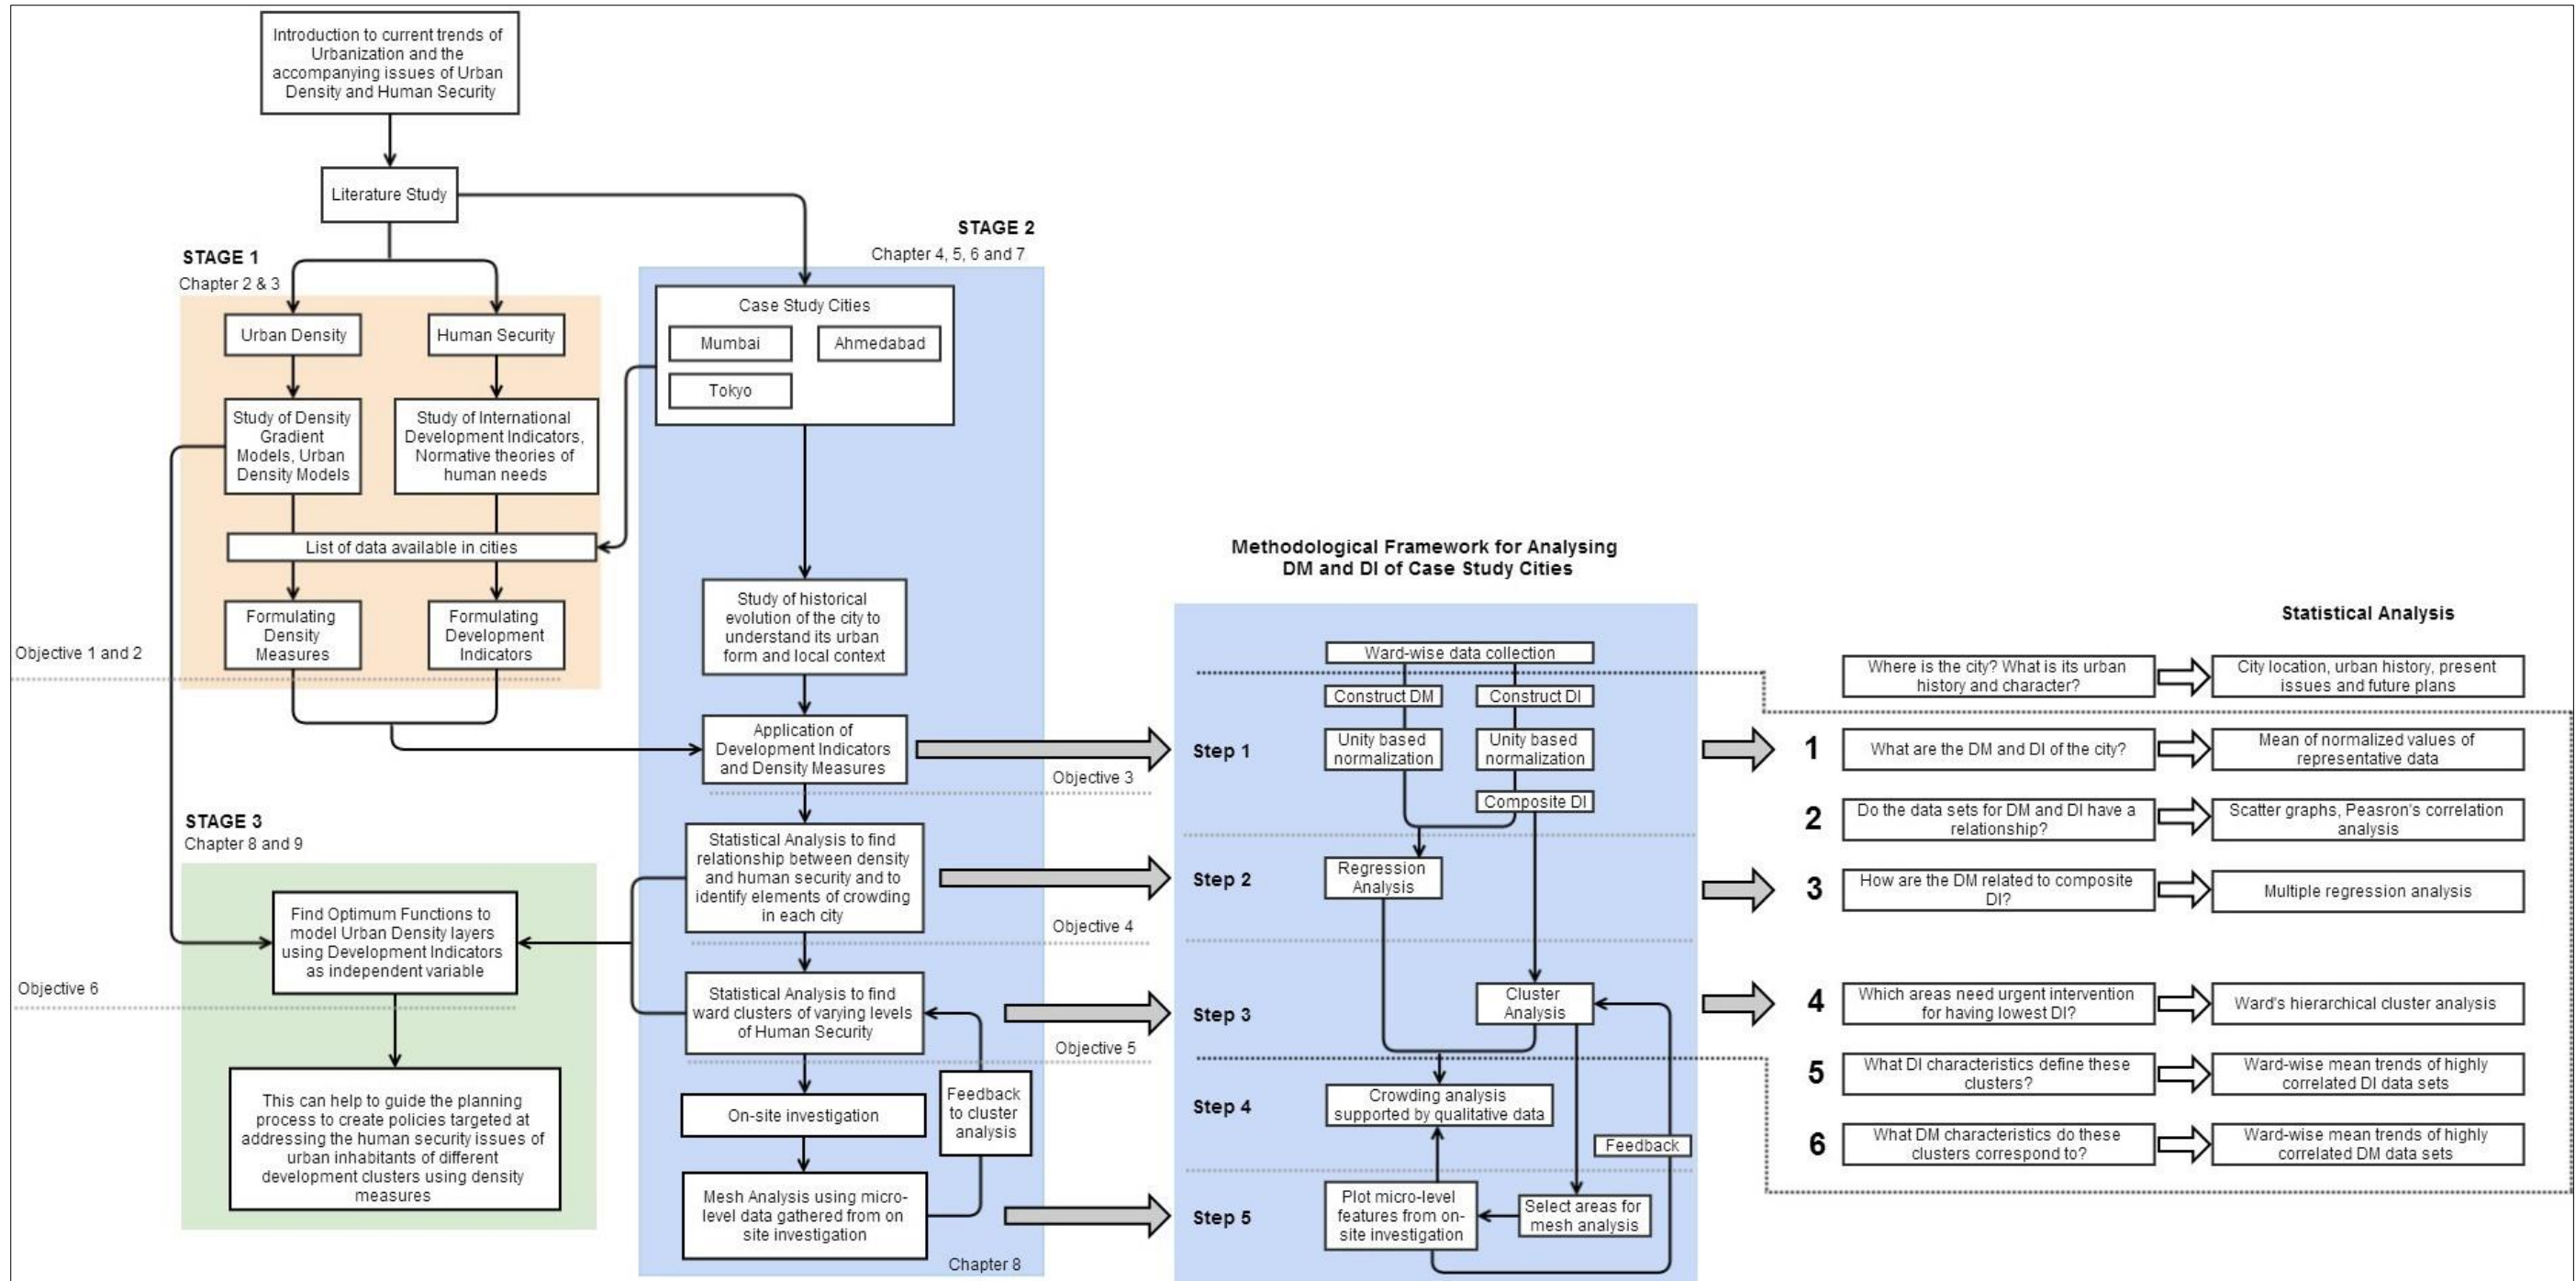 Introduction to current trends of
Urbanization and the
accompanying issues of Urban
Density and Human Security
Literature Study
STAGE 1
Chapter 2 & 3
Urban Density
Human Security
Study of Density
Gradient
Models, Urban
Density Models
Study of International
Development Indicators,
Normative theories of
human needs
List of data available in cities
Formulating
Density
Measures
Formulating
Development
Indicators
Objective 1 and 2
STAGE 2
Chapter 4, 5, 6 and 7
Case Study Cities
Mumbai
Ahmedabad
Tokyo
Study of historical
evolution of the city to
understand its urban
form and local context
Application of
Development Indicators
and Density Measures
Objective 3
Statistical Analysis to find
relationship between density
and human security and to
identify elements of crowding
in each city
Objective 4
Statistical Analysis to find
ward clusters of varying levels
of Human Security
Objective 5
On-site investigation
Feedback
to cluster
analysis
Mesh Analysis using micro-
level data gathered from on
site investigation
Chapter 8
STAGE 3
Chapter 8 and 9
Find Optimum Functions to
model Urban Density layers
using Development Indicators
as independent variable
Objective 6
This can help to guide the planning
process to create policies targeted at
addressing the human security issues of
urban inhabitants of different
development clusters using density
measures
Methodological Framework for Analysing
DM and DI of Case Study Cities
Ward-wise data collection
Construct DM
Construct DI
Step 1
Unity based
normalization
Unity based
normalization
Composite DI
Step 2
Regression
Analysis
Step 3
Cluster
Analysis
Step 4
Crowding analysis
supported by qualitative data
Feedback
Step 5
Plot micro-level
features from on-
site investigation
Select areas for
mesh analysis
Statistical Analysis
Where is the city? What is its urban
history and character?
City location, urban history, present
issues and future plans
1
What are the DM and DI of the city?
Mean of normalized values of
representative data
2
Do the data sets for DM and DI have a
relationship?
Scatter graphs, Peasron's correlation
analysis
3
How are the DM related to composite
DI?
Multiple regression analysis
4
Which areas need urgent intervention
for having lowest DI?
Ward's hierarchical cluster analysis
5
What DI characteristics define these
clusters?
Ward-wise mean trends of highly
correlated DI data sets
6
What DM characteristics do these
clusters correspond to?
Ward-wise mean trends of highly
correlated DM data sets